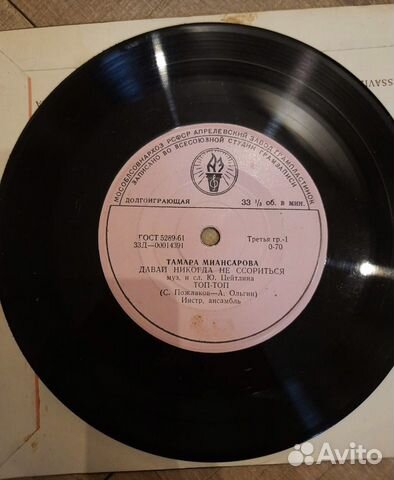 МОСОБЛСОВНАРХОЗ РСФСР АПРЕЛЕВСКИЙ ЗАВОД ГРАМПЛАСТИНОК
ЗАПИСАНО ВО ВСЕСОЮЗНОЙ СТУДИИ ГРАМЗАПИСИ
ДОЛГОИГРАЮЩАЯ 33 1/3 об. в мин.
ГОСТ 5289-61 Третья гр.-1
33Д—00014391 0-70
ТАМАРА МИАНСАРОВА
ДАВАЙ НИКОГДА НЕ ССОРИТЬСЯ
муз. и сл. Ю. Цейтлина
ТОП-ТОП
(С. Пожлаков—А. Ольгин)
Инстр. ансамбль
Avito